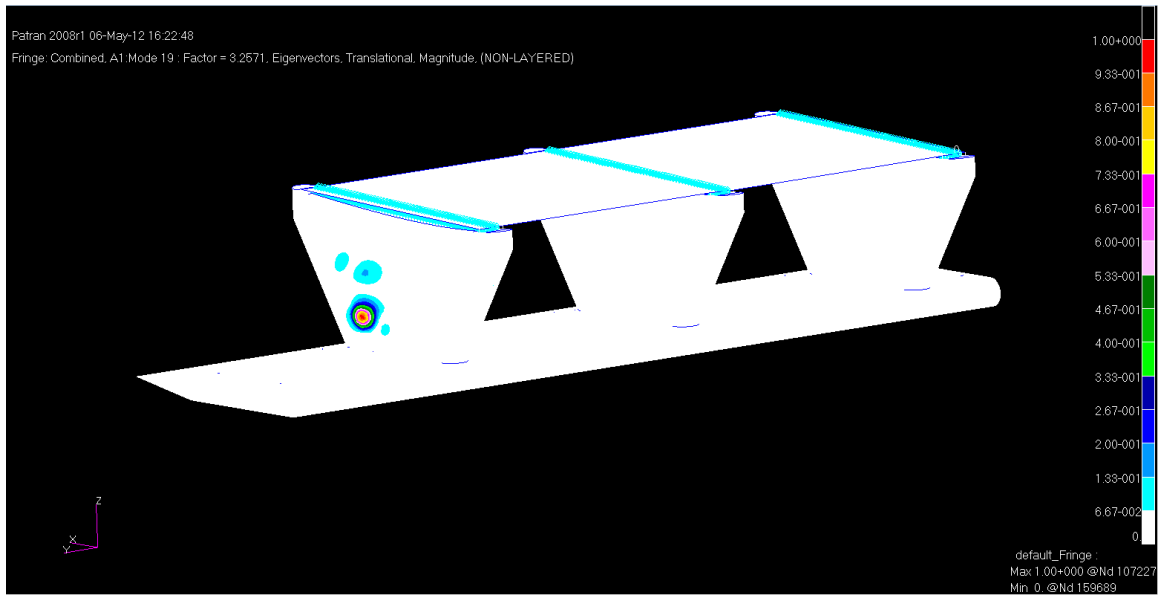 Patran 2008r1 06-May-12 16:22:48
Fringe: Combined, A1:Mode 19 : Factor = 3.2571, Eigenvectors, Translational, Magnitude, (NON-LAYERED)
1.00+000
9.33-001
8.67-001
8.00-001
7.33-001
6.67-001
6.00-001
5.33-001
4.67-001
4.00-001
3.33-001
2.67-001
2.00-001
1.33-001
6.67-002
0.
default_Fringe :
Max 1.00+000 @Nd 107227
Min 0. @Nd 159689
Z
X
Y